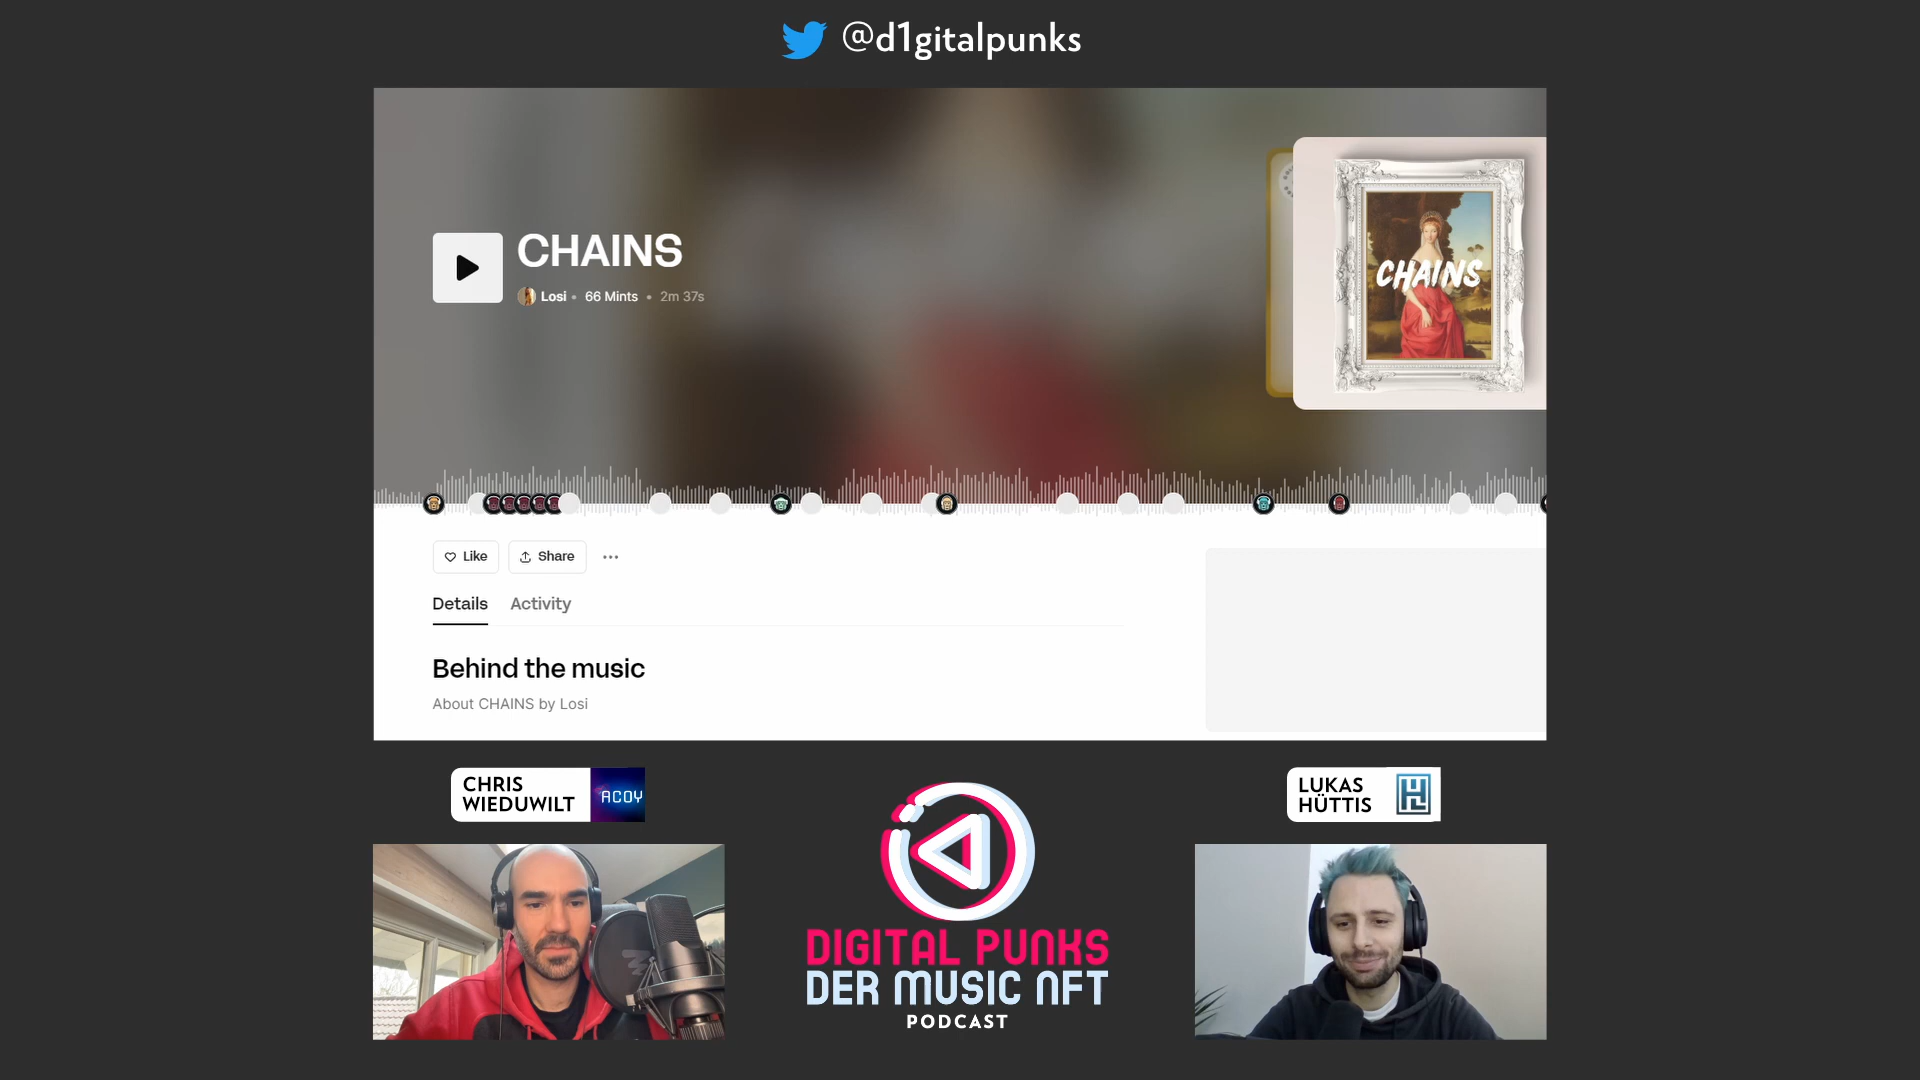 @d1gitalpunks
CHAINS
Losi • 66 Mints • 2m 37s
CHAINS
Like
Share
Details
Activity
Behind the music
About CHAINS by Losi
CHRIS
WIEDUWILT
ACOY
LUKAS
HÜTTIS
DIGITAL PUNKS
DER MUSIC NFT
PODCAST